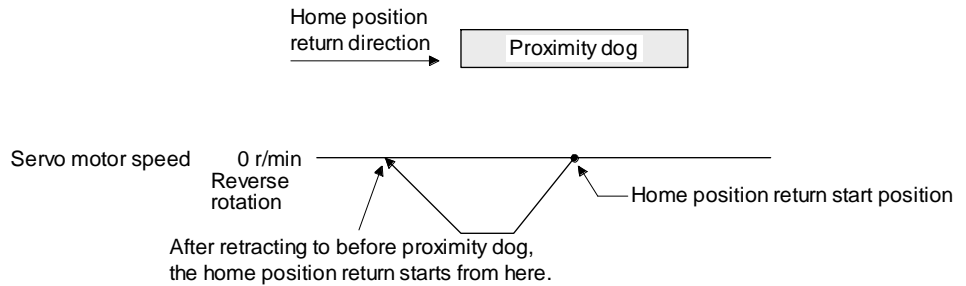 Home position
return direction
Proximity dog
Servo motor speed 0 r/min
Reverse
rotation
Home position return start position
After retracting to before proximity dog,
the home position return starts from here.